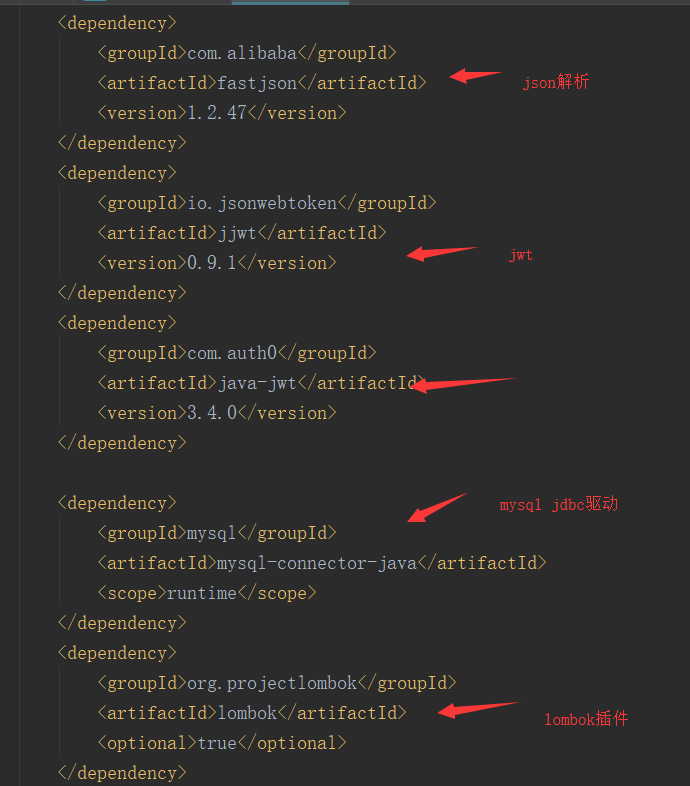 <dependency>
<groupId>com.alibaba</groupId>
<artifactId>fastjson</artifactId>
json解析
<version>1.2.47</version>
</dependency>
<dependency>
<groupId>io.jsonwebtoken</groupId>
<artifactId>jjwt</artifactId>
jwt
<version>0.9.1</version>
</dependency>
<dependency>
<groupId>com.auth0</groupId>
<artifactId>java-jwt</artifactId>
<version>3.4.0</version>
</dependency>
<dependency>
mysql jdbc驱动
<groupId>mysql</groupId>
<artifactId>mysql-connector-java</artifactId>
<scope>runtime</scope>
</dependency>
<dependency>
<groupId>org.projectlombok</groupId>
<artifactId>lombok</artifactId>
lombok插件
<optional>true</optional>
</dependency>